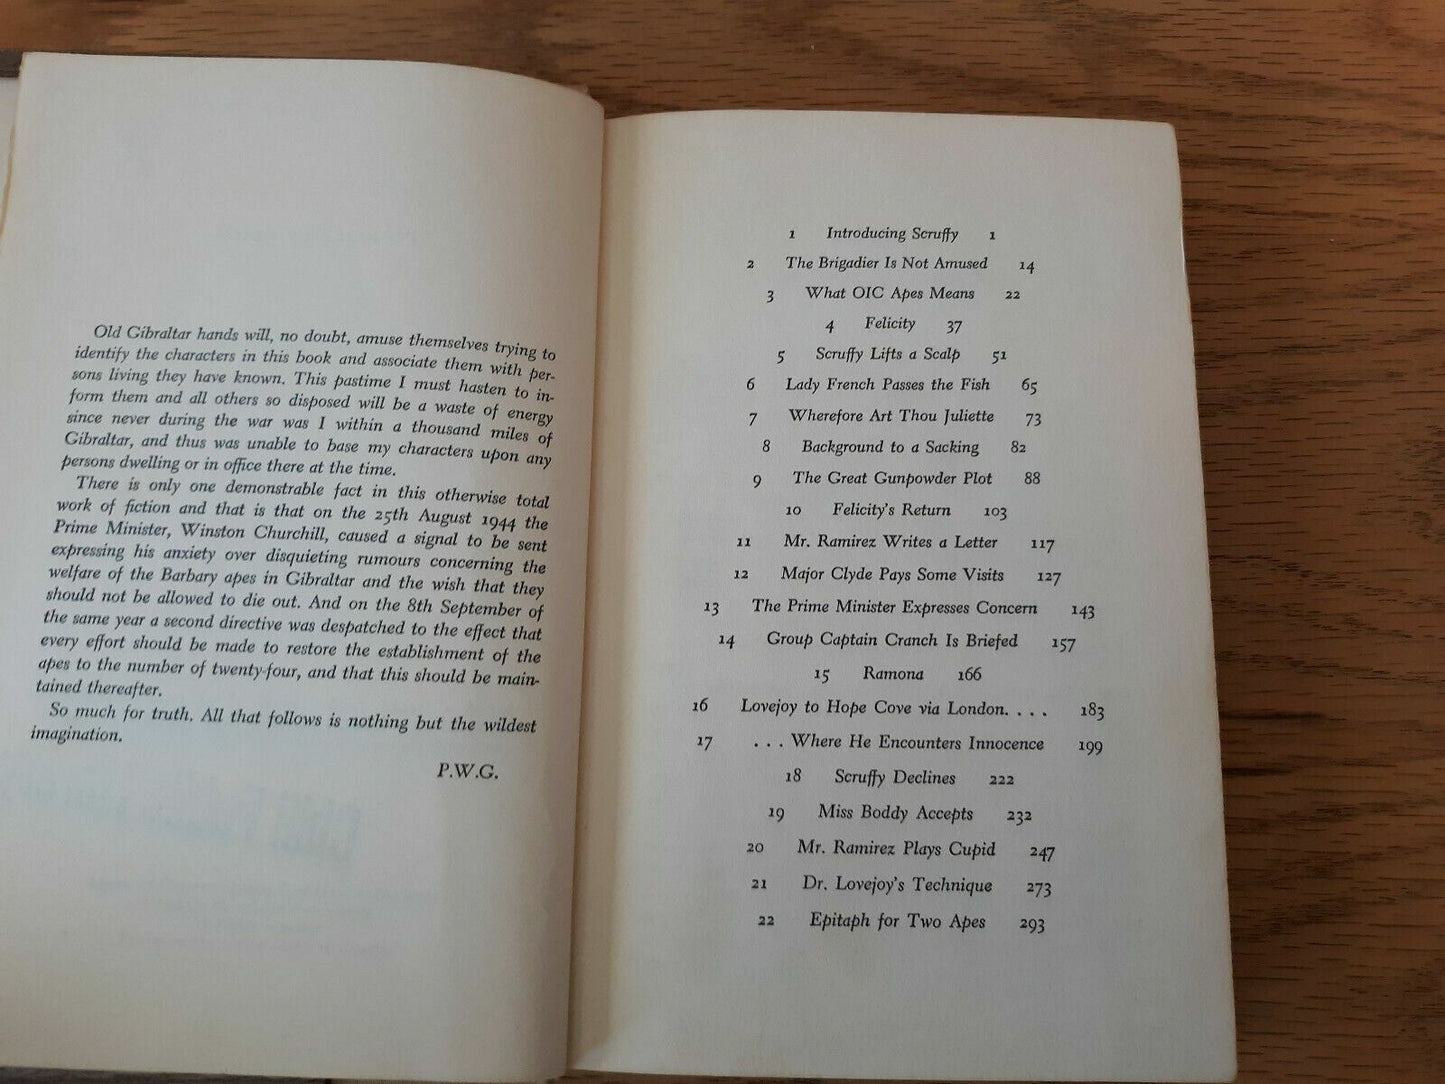 Old Gibraltar hands will, no doubt, amuse themselves trying to
identify the characters in this book and associate them with per-
sons living they have known. This pastime I must hasten to in-
form them and all others so disposed will be a waste of energy
since never during the war was I within a thousand miles of
Gibraltar, and thus was unable to base my characters upon any
persons dwelling or in office there at the time.
There is only one demonstrable fact in this otherwise total
work of fiction and that is that on the 25th August 1944 the
Prime Minister, Winston Churchill, caused a signal to be sent
expressing his anxiety over disquieting rumours concerning the
welfare of the Barbary apes in Gibraltar and the wish that they
should not be allowed to die out. And on the 8th September of
the same year a second directive was despatched to the effect that
every effort should be made to restore the establishment of the
apes to the number of twenty-four, and that this should be main-
tained thereafter.
So much for truth. All that follows is nothing but the wildest
imagination.
P.W.G.
1 Introducing Scruffy 1
2 The Brigadier Is Not Amused 14
3 What OIC Apes Means 22
4 Felicity 37
5 Scruffy Lifts a Scalp 51
6 Lady French Passes the Fish 65
7 Wherefore Art Thou Juliette 73
8 Background to a Sacking 82
9 The Great Gunpowder Plot 88
10 Felicity's Return 103
11 Mr. Ramirez Writes a Letter 117
12 Major Clyde Pays Some Visits 127
13 The Prime Minister Expresses Concern 143
14 Group Captain Cranch Is Briefed 157
15 Ramona 166
16 Lovejoy to Hope Cove via London. . . . 183
17 . . . Where He Encounters Innocence 199
18 Scruffy Declines 222
19 Miss Boddy Accepts 232
20 Mr. Ramirez Plays Cupid 247
21 Dr. Lovejoy's Technique 273
22 Epitaph for Two Apes 293